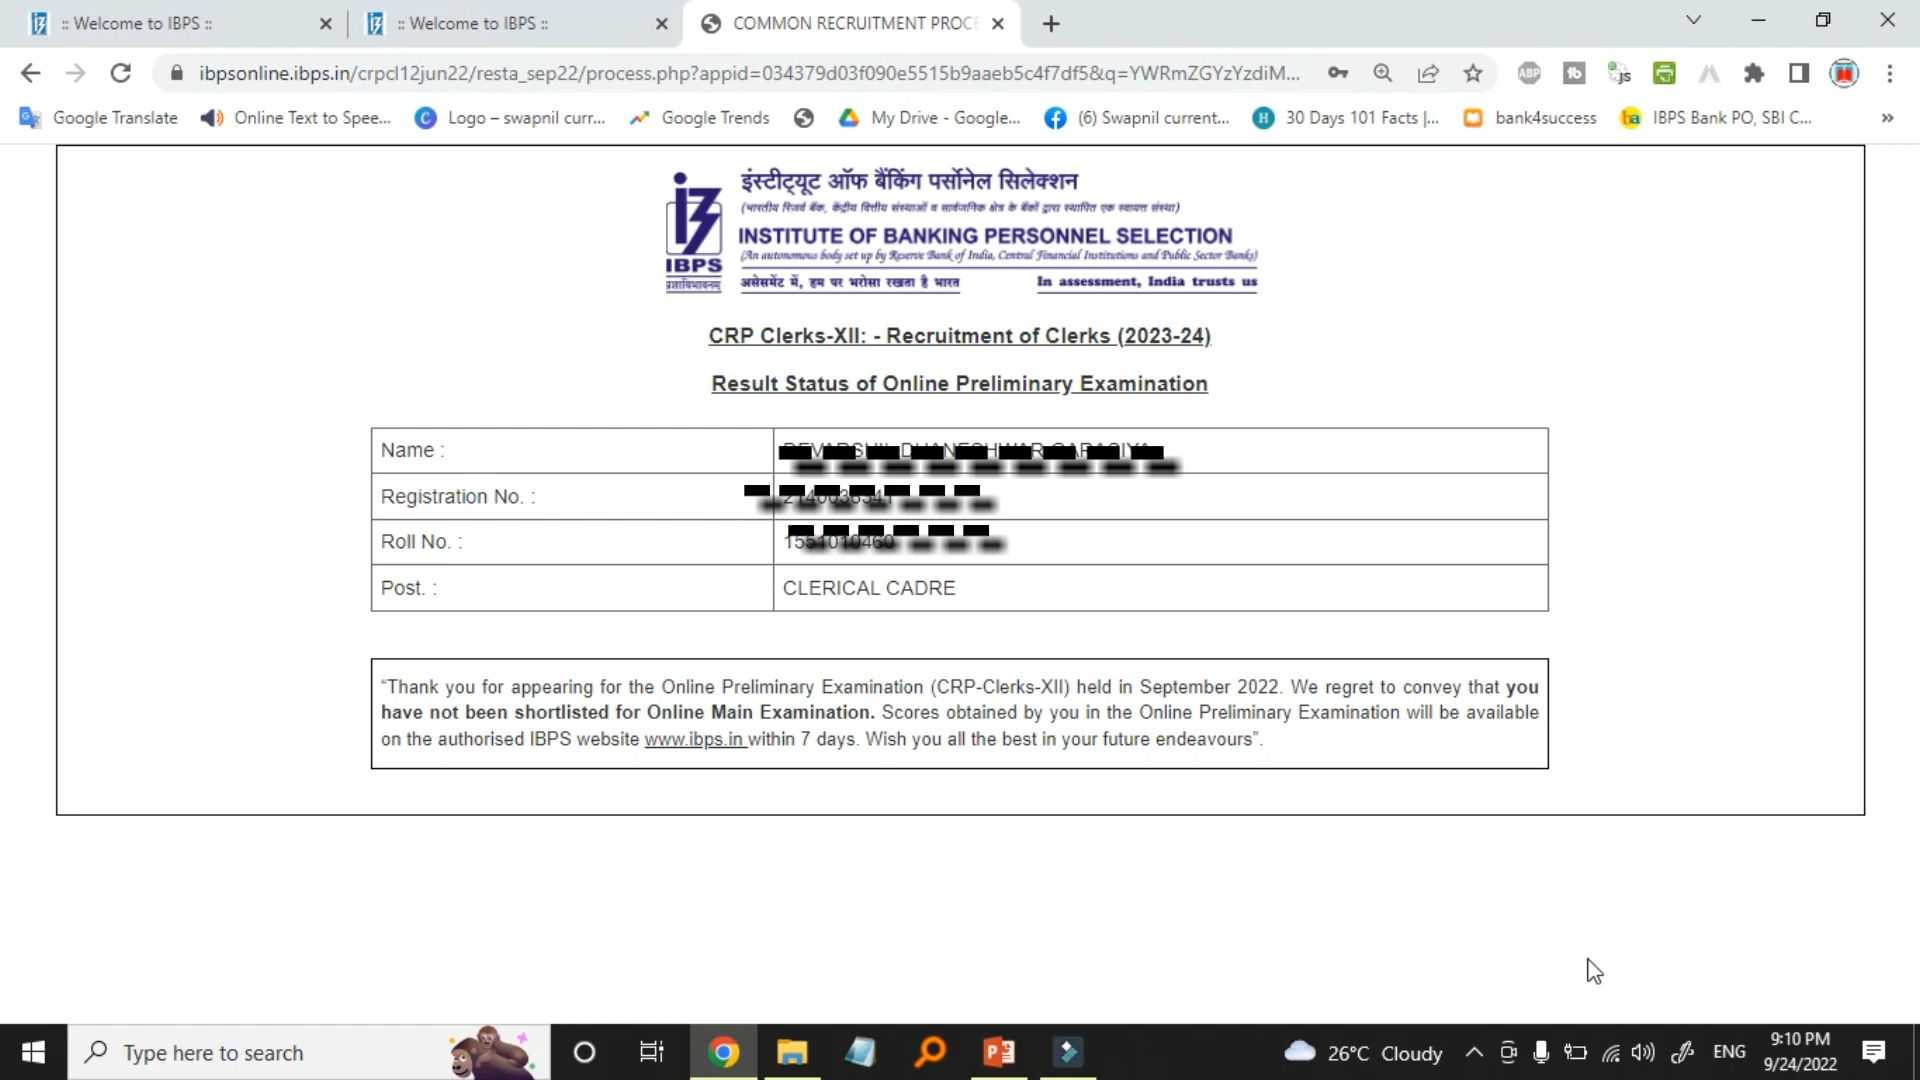 :: Welcome to IBPS ::
:: Welcome to IBPS ::
COMMON RECRUITMENT PROCE
ibpsonline.ibps.in/crpcl12jun22/resta_sep22/process.php?appid=034379d03f090e5515b9aaeb5c4f7df5&q=YWRmZGYzYzdiM...
ABP
tb
js
Google Translate
Online Text to Spee...
Logo – swapnil curr...
Google Trends
My Drive - Google...
(6) Swapnil current...
30 Days 101 Facts |...
bank4success
IBPS Bank PO, SBI C...
»
इंस्टीट्यूट ऑफ बैंकिंग पर्सोनेल सिलेक्शन
(भारतीय रिजर्व बैंक, केंद्रीय वित्तीय संस्थाओं व सार्वजनिक क्षेत्र के बैंकों द्वारा स्थापित एक स्वायत्त संस्था)
INSTITUTE OF BANKING PERSONNEL SELECTION
(An autonomous body set up by Reserve Bank of India, Central Financial Institutions and Public Sector Banks)
IBPS
असेसमेंट में, हम पर भरोसा रखता है भारत
In assessment, India trusts us
CRP Clerks-XII: - Recruitment of Clerks (2023-24)
Result Status of Online Preliminary Examination
Name :
Registration No. :
Roll No. :
Post. : CLERICAL CADRE
“Thank you for appearing for the Online Preliminary Examination (CRP-Clerks-XII) held in September 2022. We regret to convey that you
have not been shortlisted for Online Main Examination. Scores obtained by you in the Online Preliminary Examination will be available
on the authorised IBPS website www.ibps.in within 7 days. Wish you all the best in your future endeavours”.
Type here to search
26°C Cloudy
ENG
9:10 PM
9/24/2022